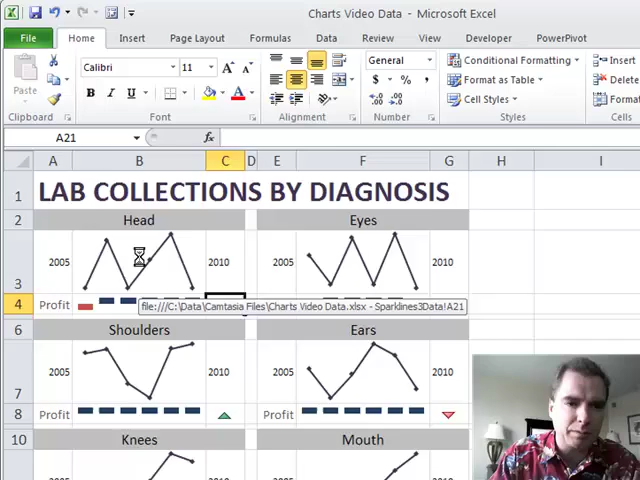 Charts Video Data - Microsoft Excel
File Home Insert Page Layout Formulas Data Review View Developer PowerPivot
Calibri 11 Conditional Formatting Insert
Paste Format as Table Delete
Cell Styles Format
Clipboard Font Alignment Number Styles
A21 fx
A B C D E F G H I
1 LAB COLLECTIONS BY DIAGNOSIS
2 Head Eyes
3 2005 2010 2005 2010
4 Profit
file:///C:\Data\Camtasia Files\Charts Video Data.xlsx - Sparklines3Data!A21
6 Shoulders Ears
7 2005 2010 2005 2010
8 Profit Profit
10 Knees Mouth